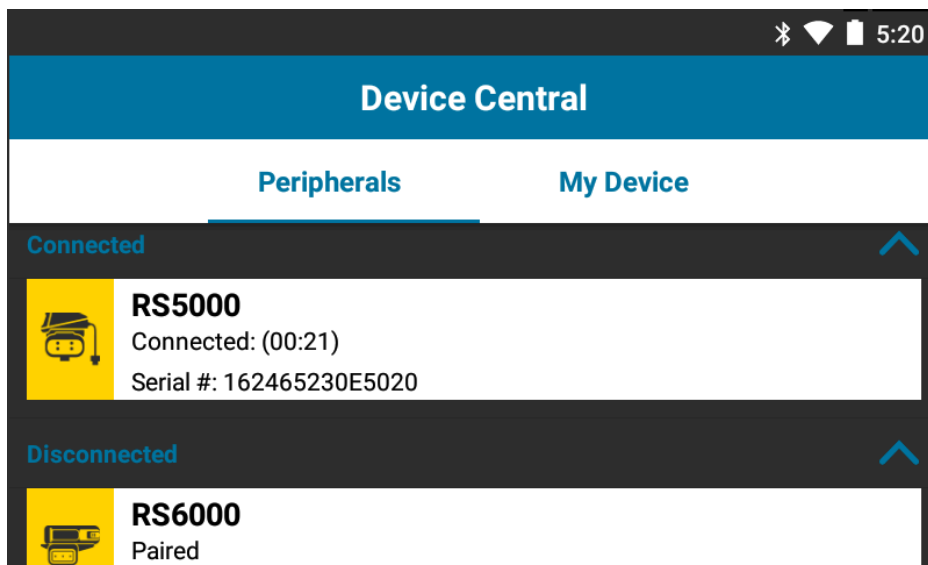 5:20
Device Central
Peripherals My Device
Connected
RS5000
Connected: (00:21)
Serial #: 162465230E5020
Disconnected
RS6000
Paired